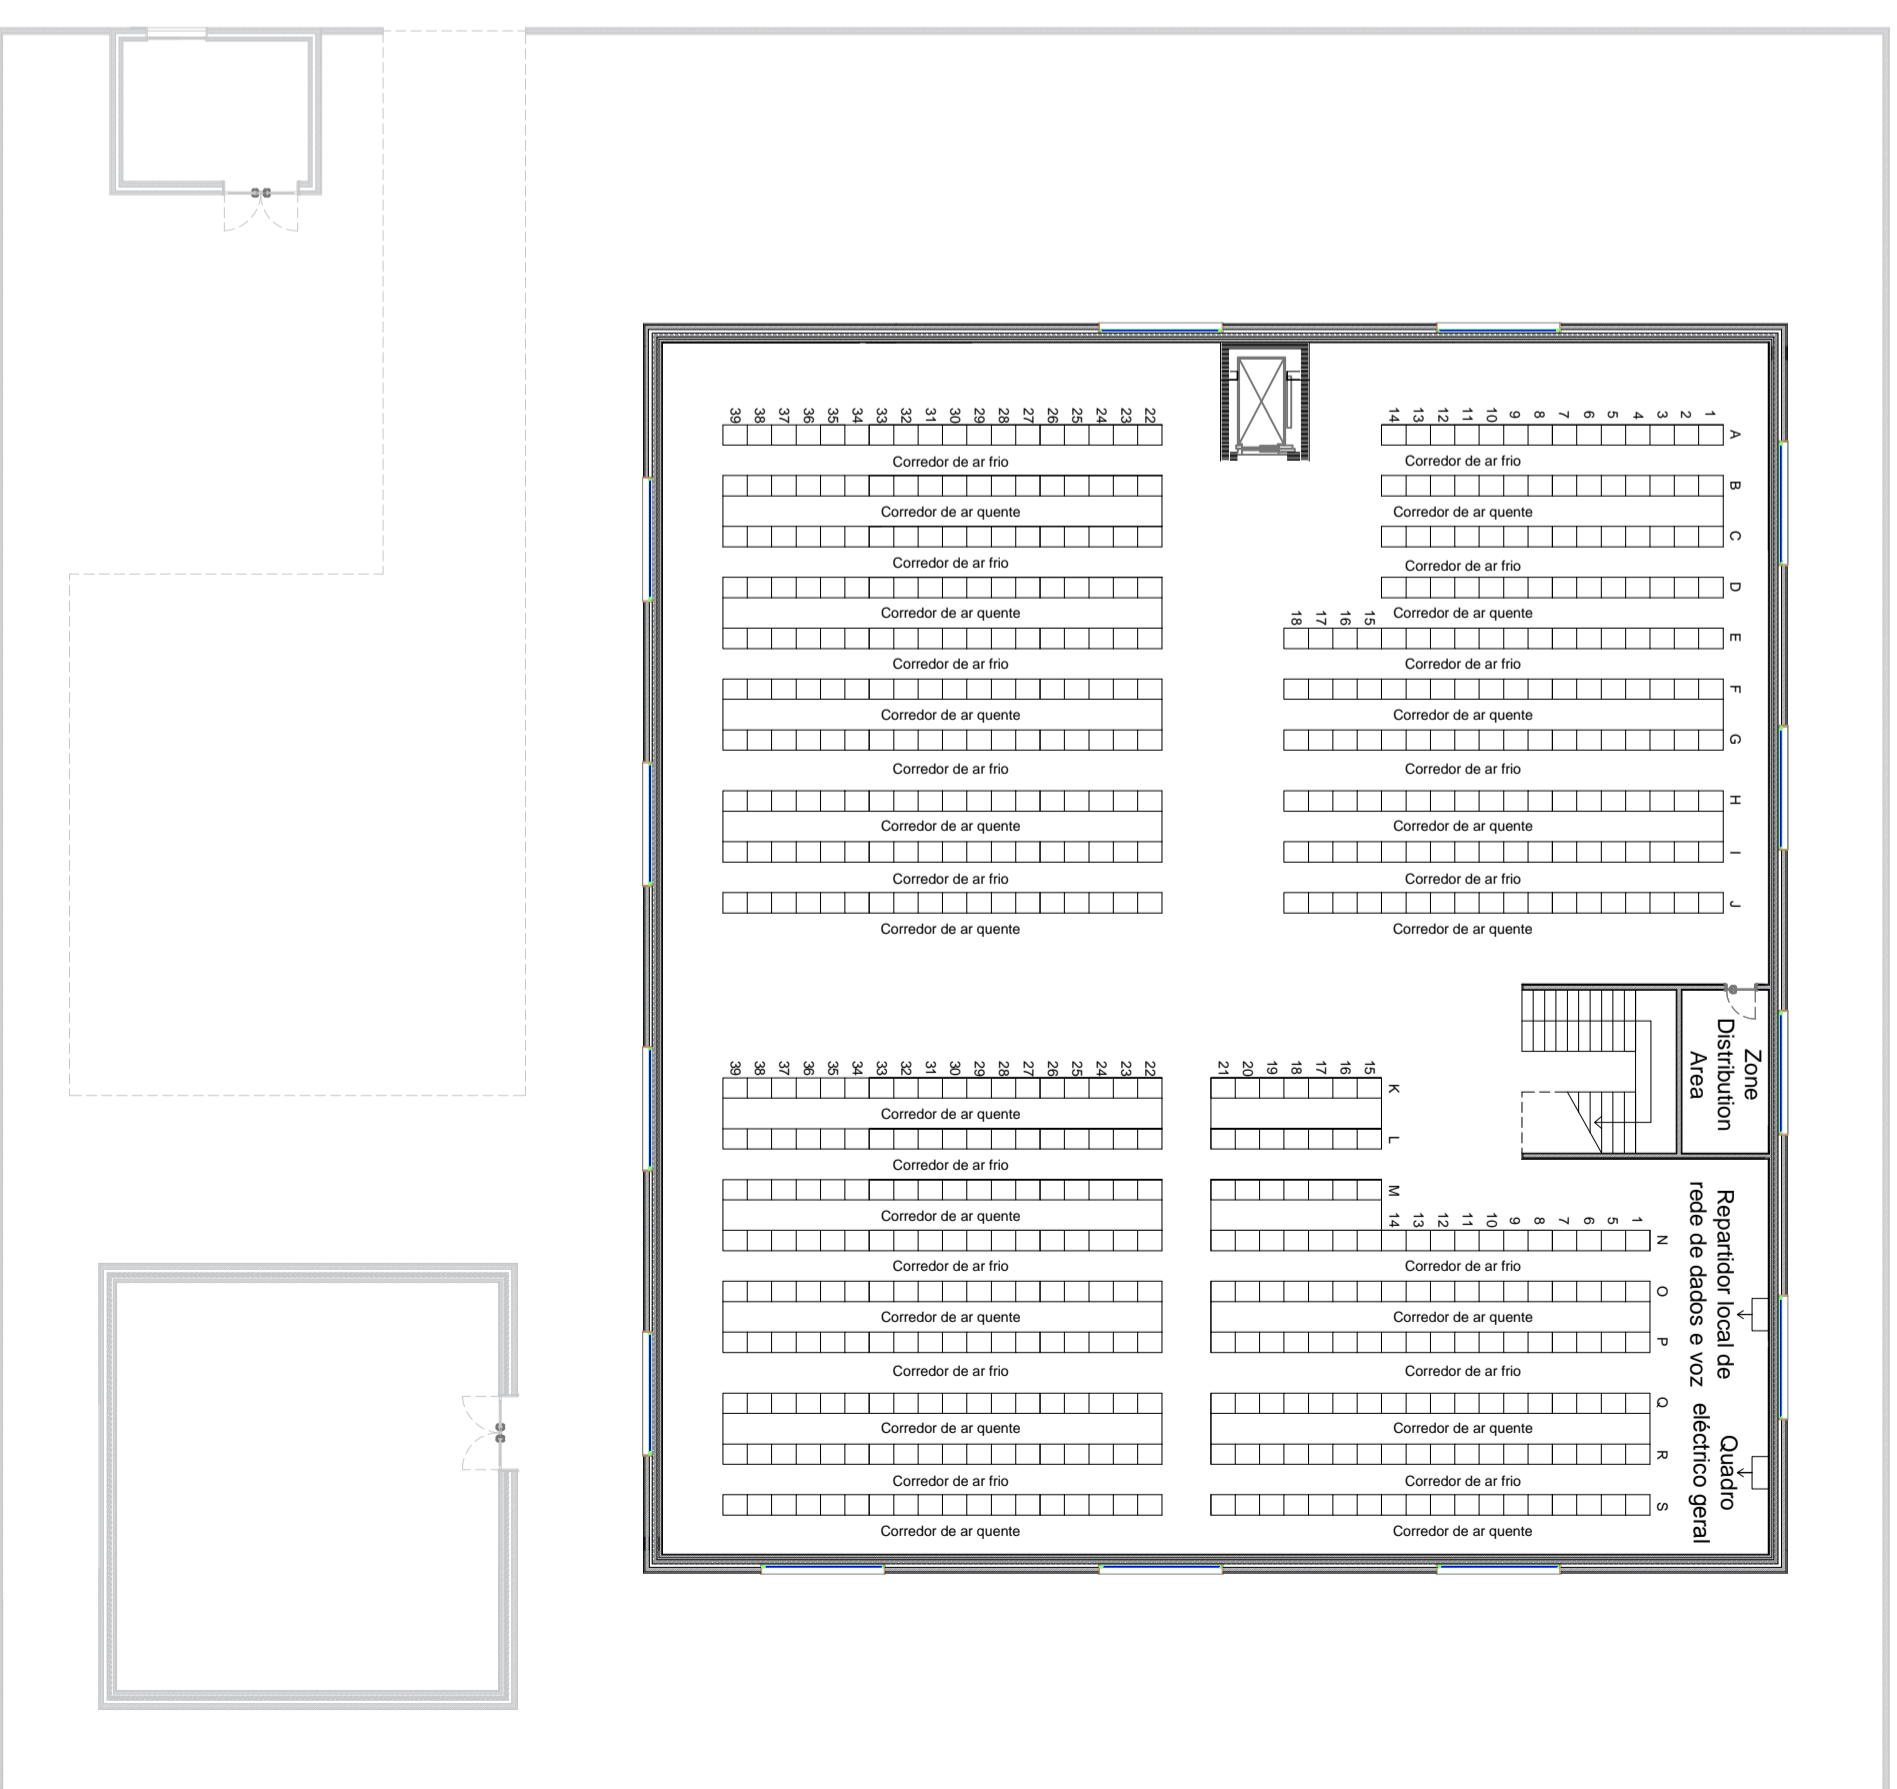 39 38 37 36 35 34 33 32 31 30 29 28 27 26 25 24 23 22
14 13 12 11 10 9 8 7 6 5 4 3 2 1
A
Corredor de ar frio
Corredor de ar frio
B
Corredor de ar quente
Corredor de ar quente
C
Corredor de ar frio
Corredor de ar frio
D
Corredor de ar quente
Corredor de ar quente
18 17 16 15
E
Corredor de ar frio
Corredor de ar frio
F
Corredor de ar quente
Corredor de ar quente
G
Corredor de ar frio
Corredor de ar frio
H
Corredor de ar quente
Corredor de ar quente
I
Corredor de ar frio
Corredor de ar frio
J
Corredor de ar quente
Corredor de ar quente
Zone
Distribution
Area
39 38 37 36 35 34 33 32 31 30 29 28 27 26 25 24 23 22
21 20 19 18 17 16 15
K
Corredor de ar quente
L
Corredor de ar frio
M
Corredor de ar quente
14 13 12 11 10 9 8 7 6 5 1
N
Corredor de ar frio
Corredor de ar frio
O
Corredor de ar quente
Corredor de ar quente
P
Corredor de ar frio
Corredor de ar frio
Q
Corredor de ar quente
Corredor de ar quente
R
Corredor de ar frio
Corredor de ar frio
S
Corredor de ar quente
Corredor de ar quente
Repartidor local de
rede de dados e voz
Quadro
eléctrico geral